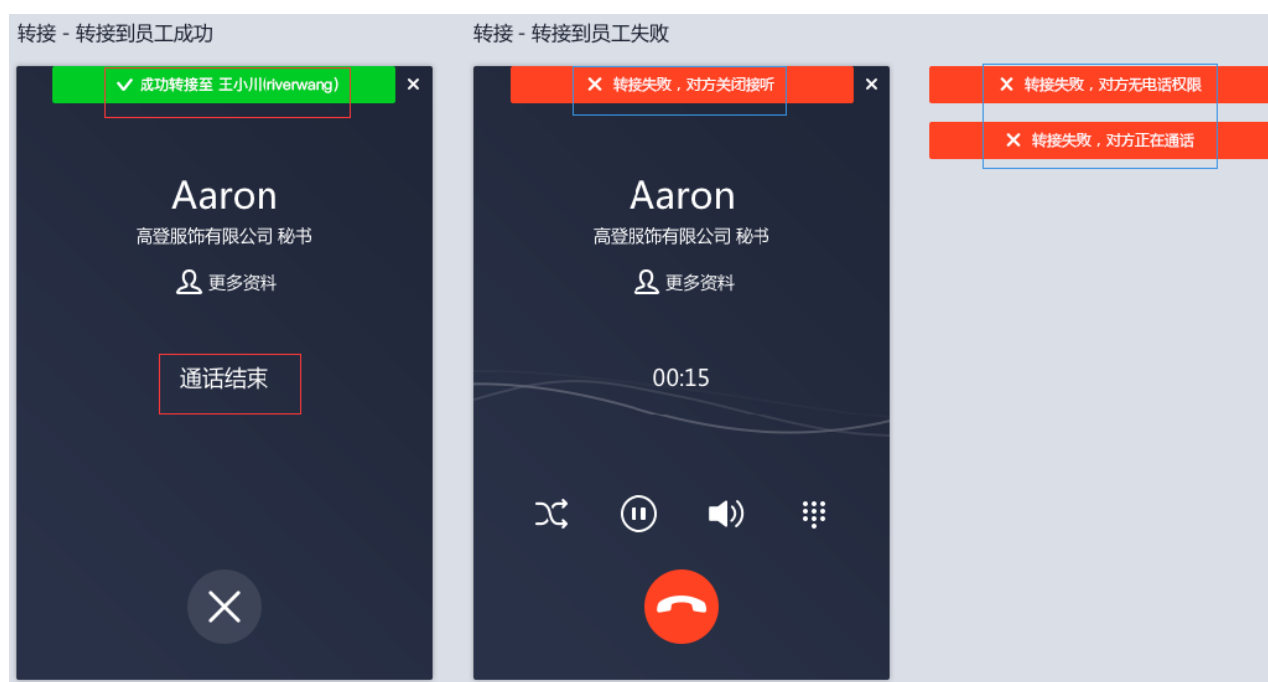 转接 - 转接到员工成功
成功转接至 王小川(riverwang)
Aaron
高登服饰有限公司 秘书
更多资料
通话结束
转接 - 转接到员工失败
转接失败，对方关闭接听
Aaron
高登服饰有限公司 秘书
更多资料
00:15
转接失败，对方无电话权限
转接失败，对方正在通话